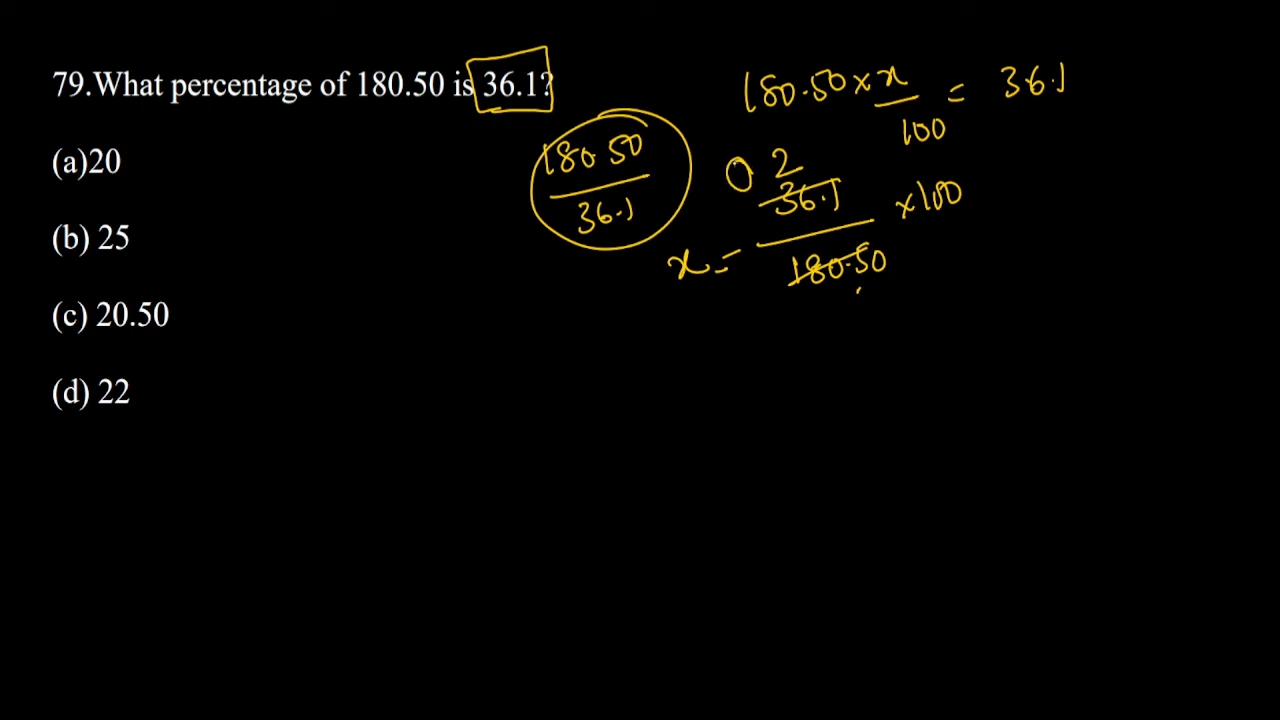 79.What percentage of 180.50 is 36.1?
180.50 × x/100 = 36.1
(a)20
180.50/36.1
0 2
x = 36.1/180.50 ×100
(b) 25
(c) 20.50
(d) 22